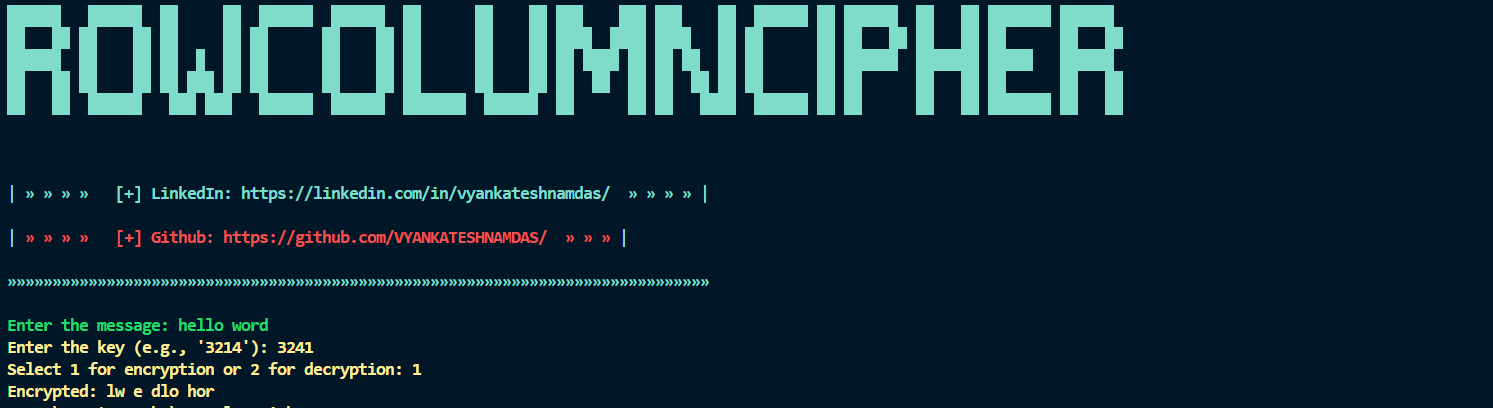 ROWCOLUMNCIPHER
| » » » » [+] LinkedIn: https://linkedin.com/in/vyankateshnamdas/ » » » » |
| » » » » [+] Github: https://github.com/VYANKATESHNAMDAS/ » » » |
»»»»»»»»»»»»»»»»»»»»»»»»»»»»»»»»»»»»»»»»»»»»»»»»»»»»»»»»»»»»»»»»»»»»»»»»»»»»»»
Enter the message: hello word
Enter the key (e.g., '3214'): 3241
Select 1 for encryption or 2 for decryption: 1
Encrypted: lw e dlo hor